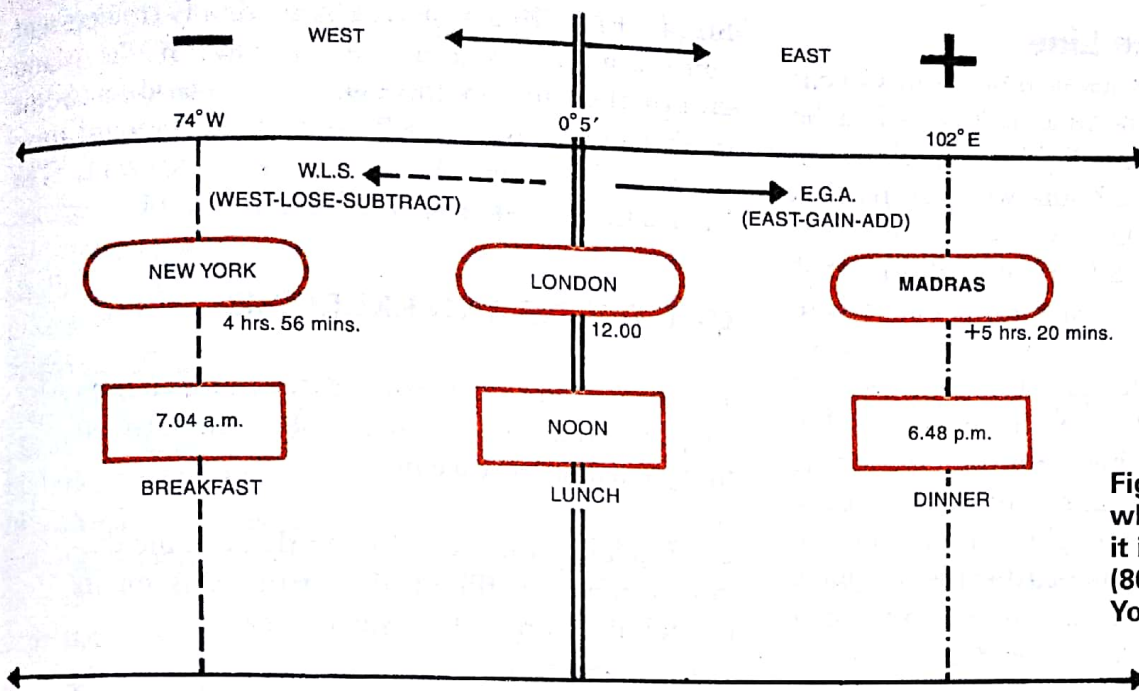 − WEST
EAST +
74°W
0°5′
102°E
W.L.S.
(WEST-LOSE-SUBTRACT)
E.G.A.
(EAST-GAIN-ADD)
NEW YORK
LONDON
MADRAS
4 hrs. 56 mins.
12.00
+5 hrs. 20 mins.
7.04 a.m.
NOON
6.48 p.m.
BREAKFAST
LUNCH
DINNER
Fig
wh
it i
(80
Yo